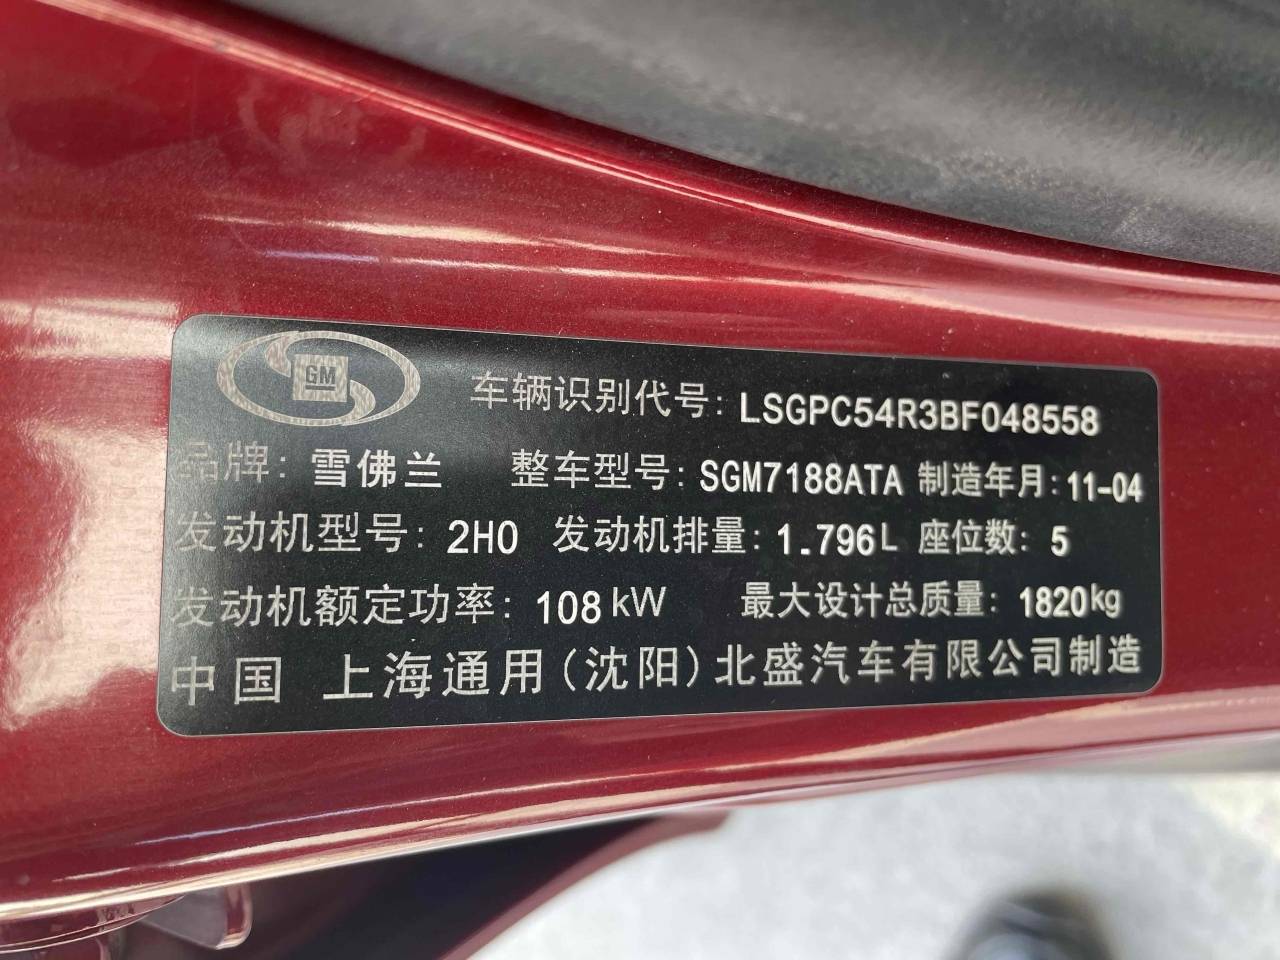 GM
车辆识别代号: LSGPC54R3BF048558
品牌: 雪佛兰 整车型号: SGM7188ATA 制造年月: 11-04
发动机型号: 2H0 发动机排量: 1.796L 座位数: 5
发动机额定功率: 108kW 最大设计总质量: 1820kg
中国 上海通用(沈阳)北盛汽车有限公司制造